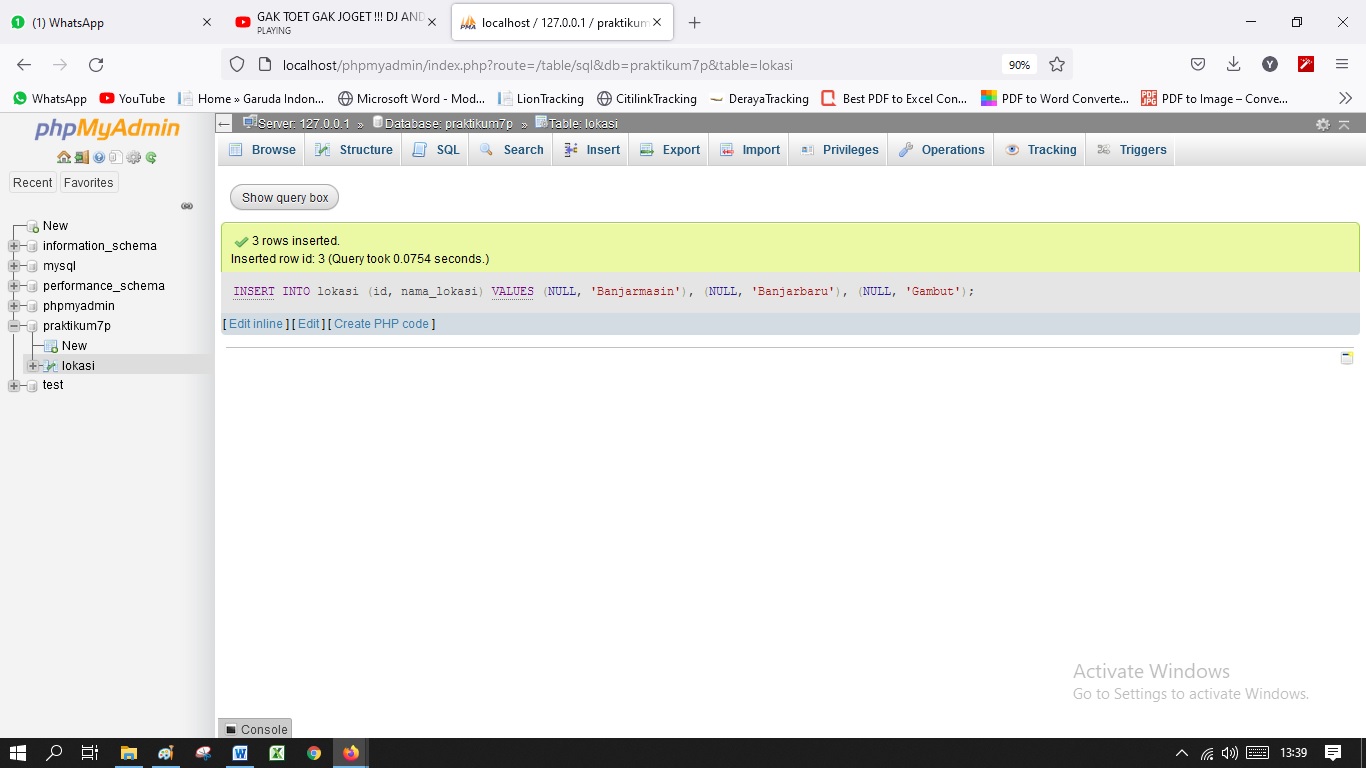 (1) WhatsApp
GAK TOET GAK JOGET !!! DJ AND
PLAYING
localhost / 127.0.0.1 / praktikum
localhost/phpmyadmin/index.php?route=/table/sql&db=praktikum7p&table=lokasi
90%
Y
WhatsApp YouTube Home » Garuda Indon... Microsoft Word - Mod... LionTracking CitilinkTracking DerayaTracking Best PDF to Excel Con... PDF to Word Converte... PDF to Image – Conve...
phpMyAdmin
Recent Favorites
New
information_schema
mysql
performance_schema
phpmyadmin
praktikum7p
New
lokasi
test
Server: 127.0.0.1 » Database: praktikum7p » Table: lokasi
Browse Structure SQL Search Insert Export Import Privileges Operations Tracking Triggers
Show query box
3 rows inserted.
Inserted row id: 3 (Query took 0.0754 seconds.)
INSERT INTO lokasi (id, nama_lokasi) VALUES (NULL, 'Banjarmasin'), (NULL, 'Banjarbaru'), (NULL, 'Gambut');
[ Edit inline ] [ Edit ] [ Create PHP code ]
Activate Windows
Go to Settings to activate Windows.
Console
13:39